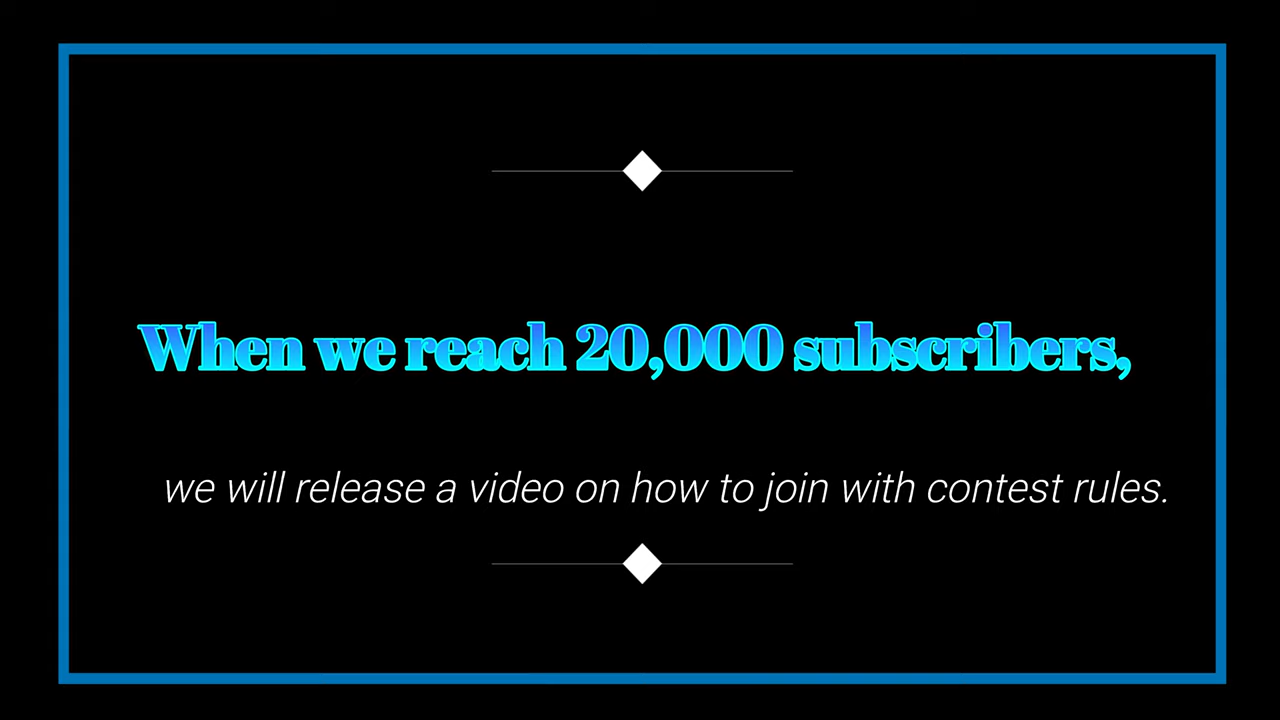 When we reach 20,000 subscribers,
we will release a video on how to join with contest rules.